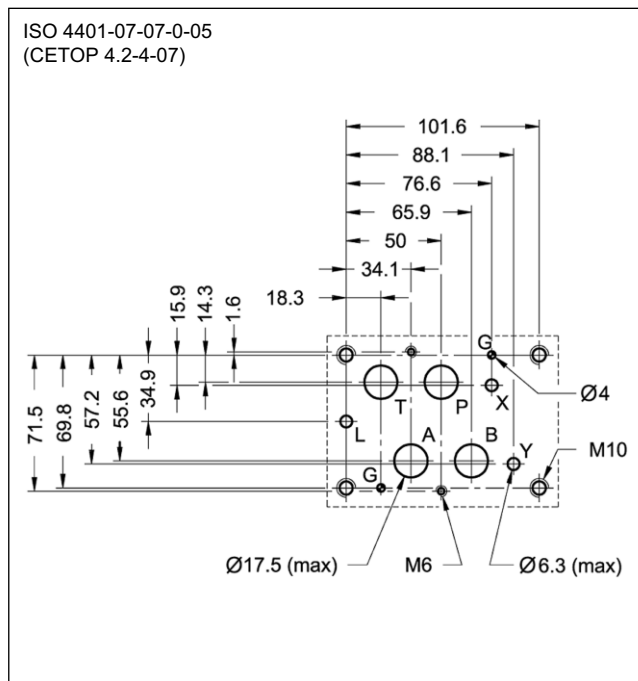 ISO 4401-07-07-0-05
(CETOP 4.2-4-07)
101.6
88.1
76.6
65.9
50
34.1
18.3
15.9
14.3
1.6
71.5
69.8
57.2
55.6
34.9
G
T
P
X
Ø4
L
A
B
Y
M10
G
Ø17.5 (max)
M6
Ø6.3 (max)